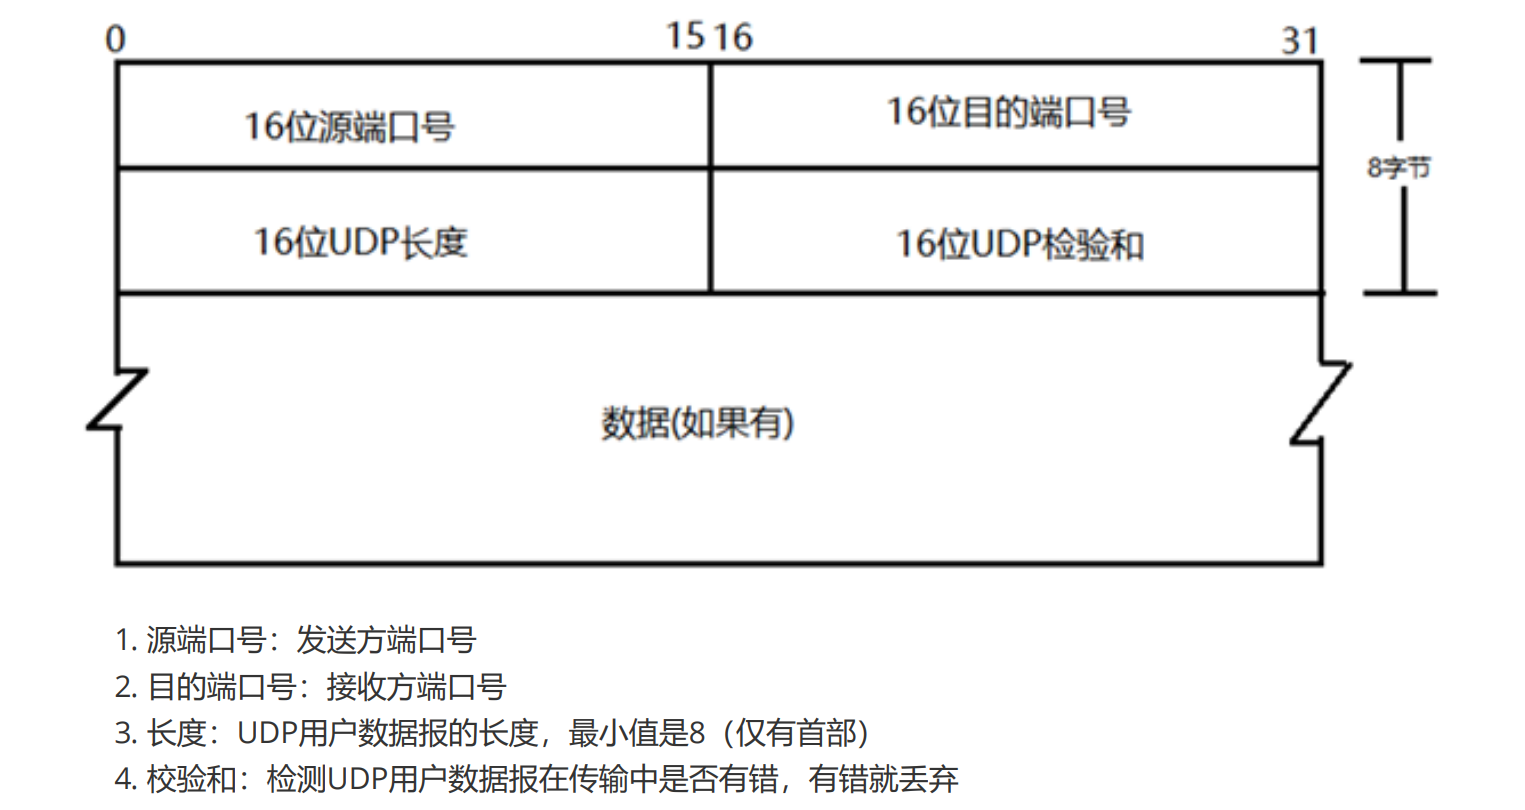 0 15 16 31
16位源端口号 16位目的端口号
8字节
16位UDP长度 16位UDP检验和
数据(如果有)
1. 源端口号：发送方端口号
2. 目的端口号：接收方端口号
3. 长度：UDP用户数据报的长度，最小值是8（仅有首部）
4. 校验和：检测UDP用户数据报在传输中是否有错，有错就丢弃